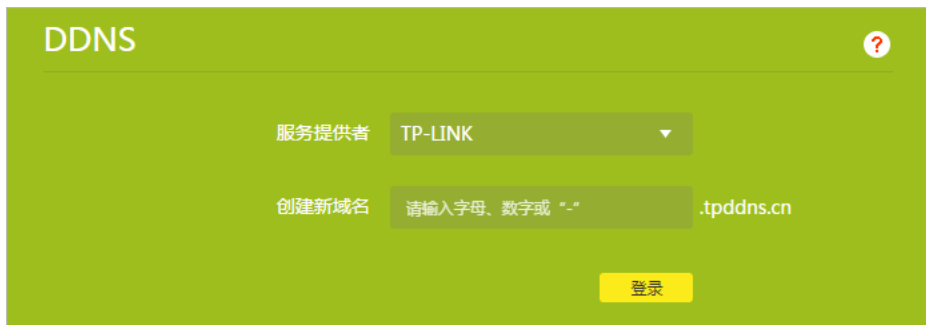 DDNS
?
服务提供者 TP-LINK
创建新域名 请输入字母、数字或 "-" .tpddns.cn
登录